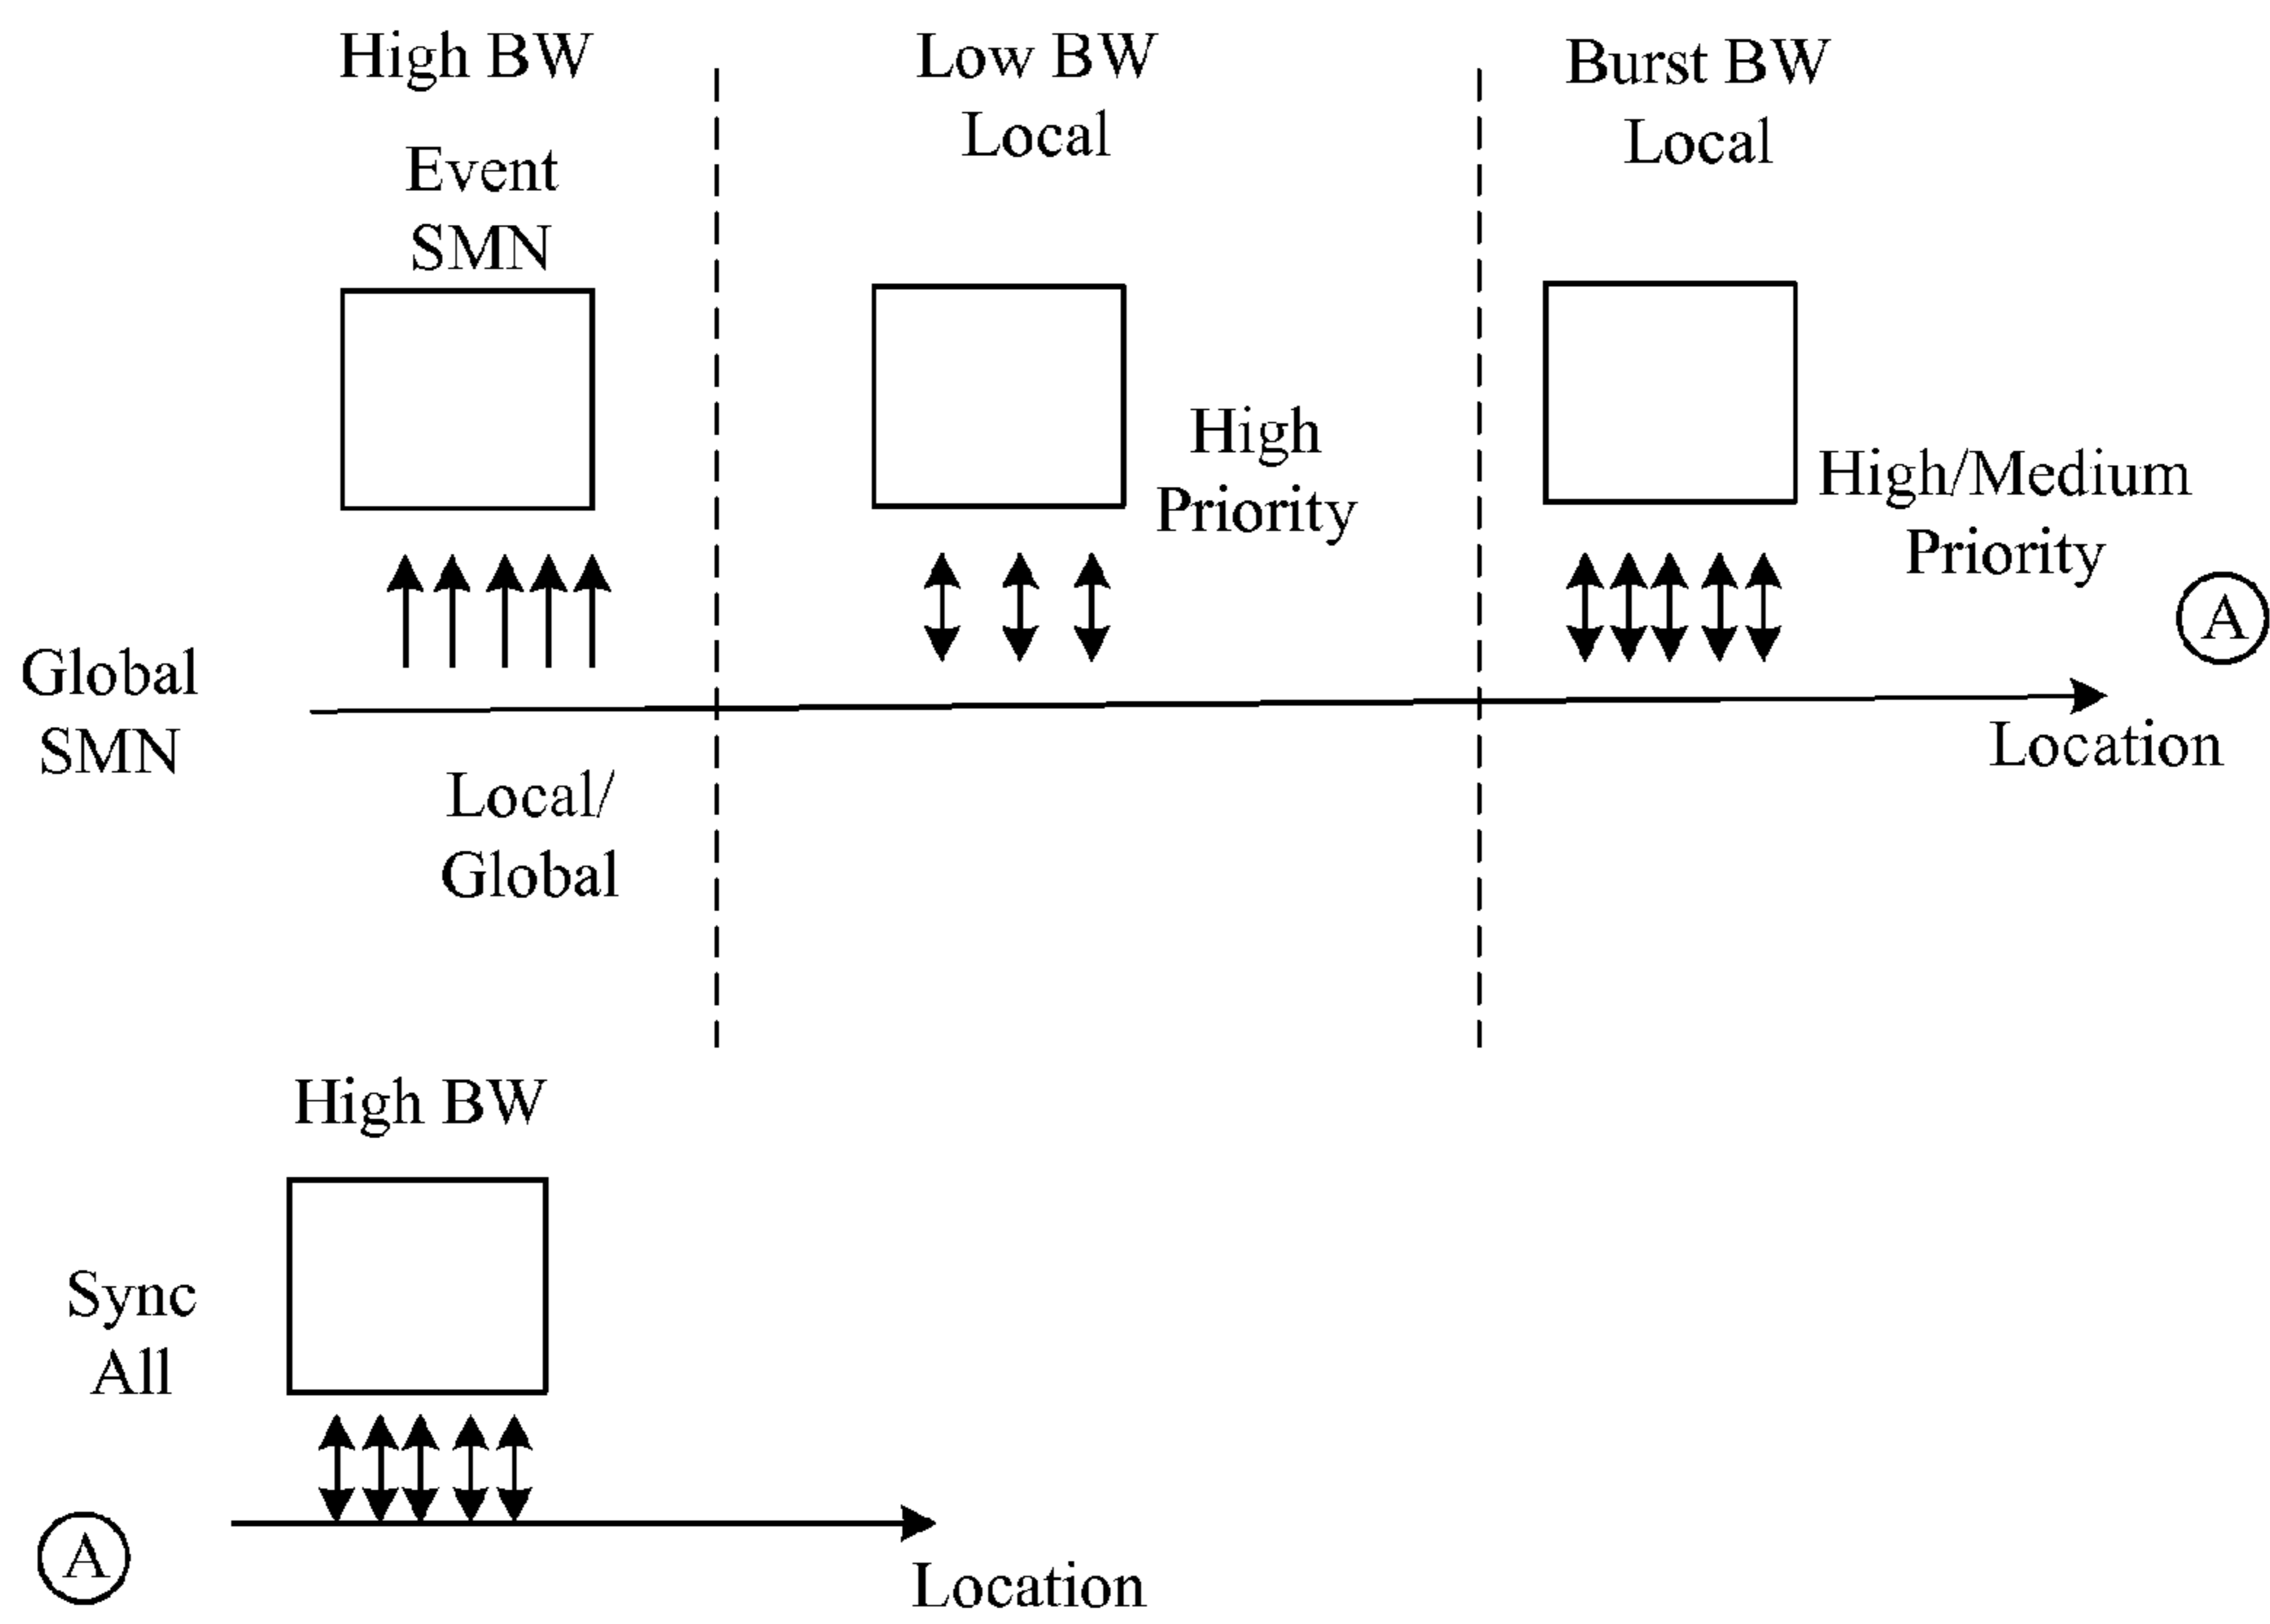 High BW
Event
SMN
Low BW
Local
Burst BW
Local
High
Priority
High/Medium
Priority
A
Global
SMN
Location
Local/
Global
High BW
Sync
All
A
Location